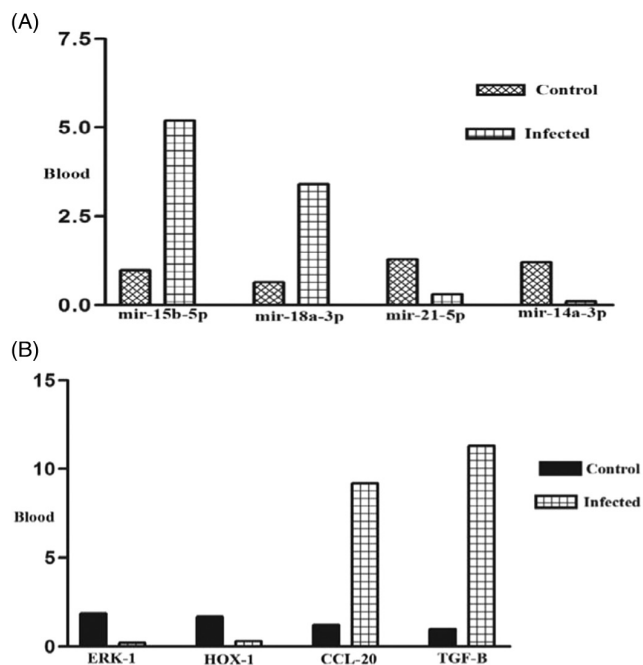 (A)
7.5
5.0
2.5
0.0
Blood
Control
Infected
mir-15b-5p mir-18a-3p mir-21-5p mir-14a-3p
(B)
15
10
5
0
Blood
Control
Infected
ERK-1 HOX-1 CCL-20 TGF-B